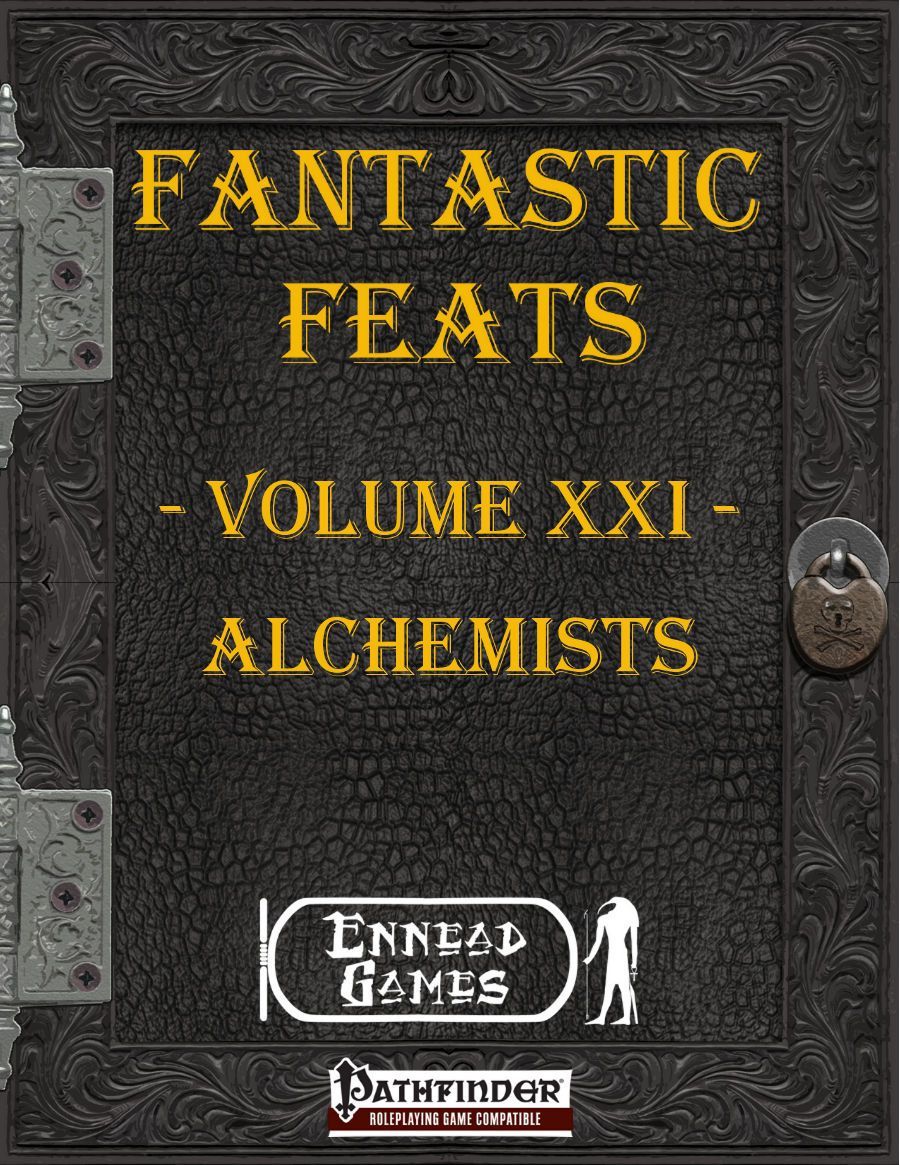 FANTASTIC
FEATS
- VOLUME XXI -
ALCHEMISTS
ENNEAD
GAMES
PATHFINDER®
ROLEPLAYING GAME COMPATIBLE